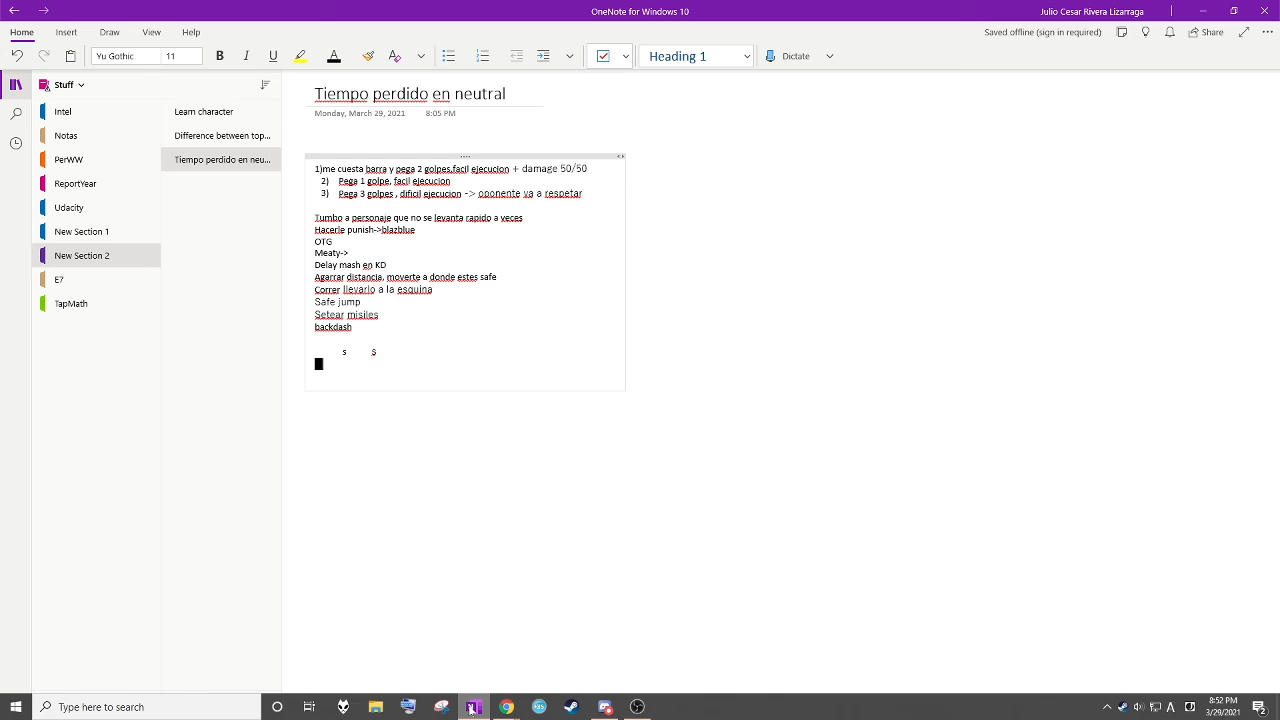 OneNote for Windows 10
Julio Cesar Rivera Lizarraga
Home Insert Draw View Help
Saved offline (sign in required)
Share
Yu Gothic 11 B I U A Heading 1 Dictate
Stuff
Intel
Notas
PerWW
ReportYear
Udacity
New Section 1
New Section 2
E7
TapMath
Learn character
Difference between top...
Tiempo perdido en neu...
Tiempo perdido en neutral
Monday, March 29, 2021 8:05 PM
1)me cuesta barra y pega 2 golpes,facil ejecucion + damage 50/50
2) Pega 1 golpe, facil ejecucion
3) Pega 3 golpes , dificil ejecucion -> oponente va a respetar
Tumbo a personaje que no se levanta rapido a veces
Hacerle punish->blazblue
OTG
Meaty->
Delay mash en KD
Agarrar distancia, moverte a donde estes safe
Correr llevarlo a la esquina
Safe jump
Setear misiles
backdash
s s
Type here to search
8:52 PM
3/29/2021
2